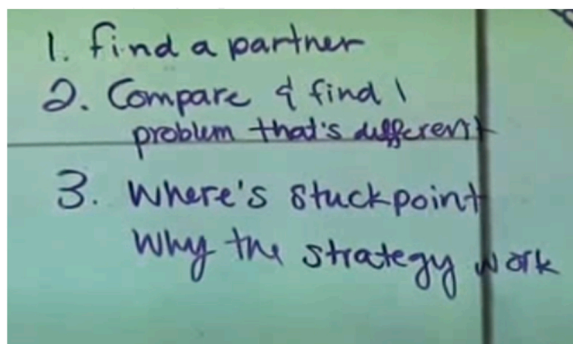 1. find a partner
2. Compare & find 1
problem that's different
3. Where's stuckpoint
Why the strategy work